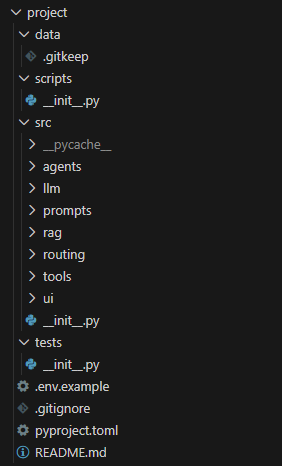 project
data
.gitkeep
scripts
__init__.py
src
__pycache__
agents
llm
prompts
rag
routing
tools
ui
__init__.py
tests
__init__.py
.env.example
.gitignore
pyproject.toml
README.md